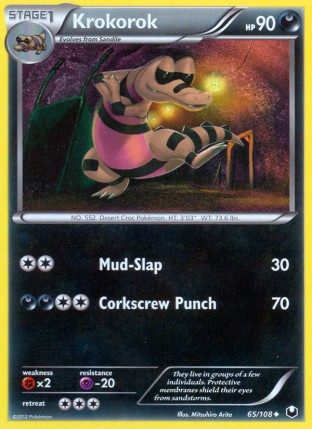 STAGE1 Krokorok HP 90
Evolves from Sandile
NO. 552 Desert Croc Pokémon HT: 3'03" WT: 73.6 lbs.
Mud-Slap 30
Corkscrew Punch 70
weakness resistance
×2 -20
retreat
They live in groups of a few
individuals. Protective
membranes shield their eyes
from sandstorms.
©2012 Pokémon
Illus. Mitsuhiro Arita 65/108